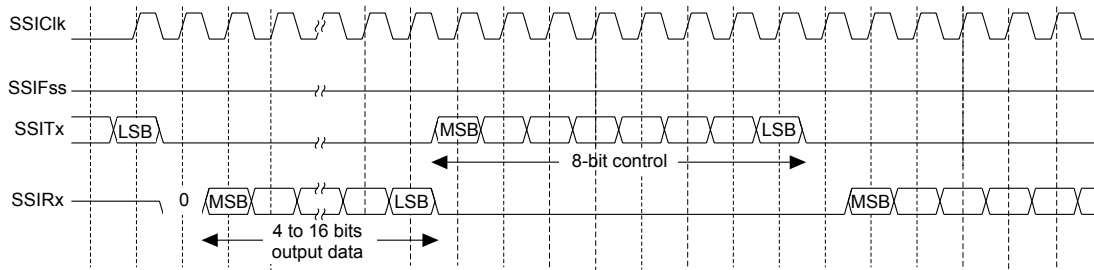 SSIClk
SSIFss
SSITx
LSB
MSB
LSB
8-bit control
SSIRx
0
MSB
LSB
MSB
4 to 16 bits
output data